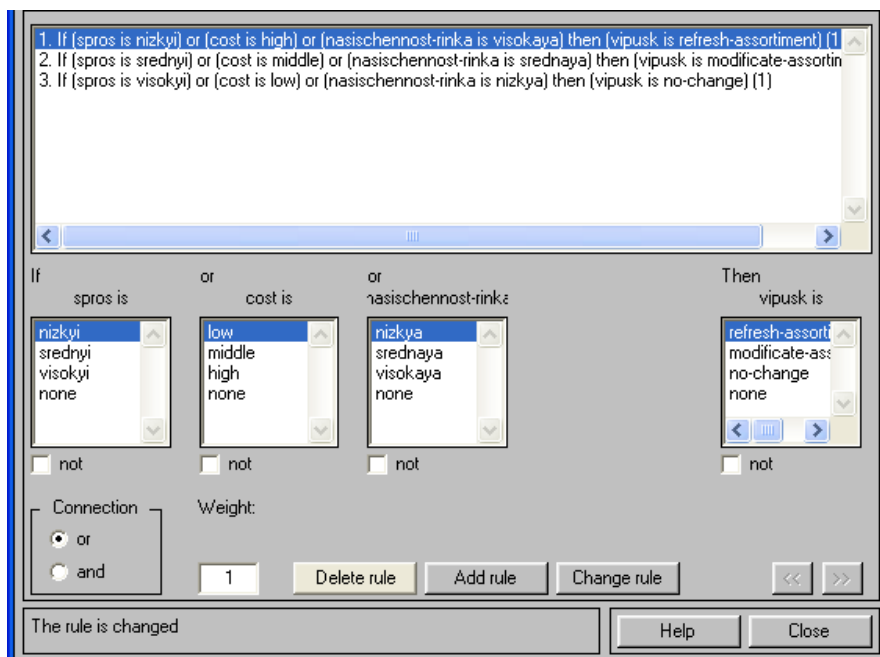 1. If (spros is nizkyi) or (cost is high) or (nasischennost-rinka is visokaya) then (vipusk is refresh-assortiment) (1
2. If (spros is srednyi) or (cost is middle) or (nasischennost-rinka is srednaya) then (vipusk is modificate-assortin
3. If (spros is visokyi) or (cost is low) or (nasischennost-rinka is nizkya) then (vipusk is no-change) (1)
If or or Then
spros is cost is nasischennost-rinka vipusk is
nizkyi low nizkya refresh-assorti
srednyi middle srednaya modificate-ass
visokyi high visokaya no-change
none none none none
not not not not
Connection Weight:
or
and 1 Delete rule Add rule Change rule << >>
The rule is changed Help Close